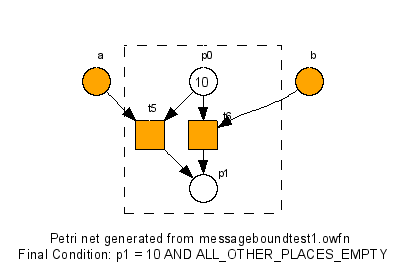 a
p0
b
10
t5
t6
p1
Petri net generated from messageboundtest1.owfn
Final Condition: p1 = 10 AND ALL_OTHER_PLACES_EMPTY